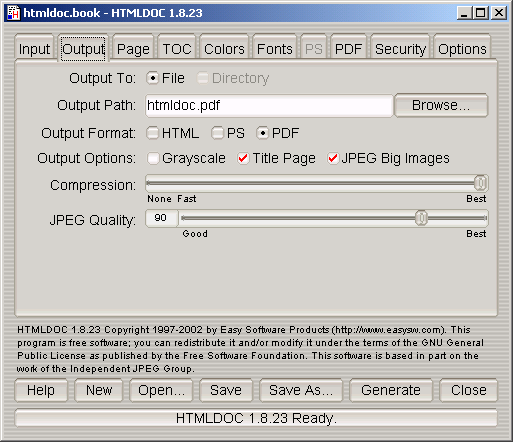 htmldoc.book - HTMLDOC 1.8.23
Input Output Page TOC Colors Fonts PS PDF Security Options
Output To: File Directory
Output Path: htmldoc.pdf Browse...
Output Format: HTML PS PDF
Output Options: Grayscale Title Page JPEG Big Images
Compression:
None Fast Best
JPEG Quality: 90
Good Best
HTMLDOC 1.8.23 Copyright 1997-2002 by Easy Software Products (http://www.easysw.com). This
program is free software; you can redistribute it and/or modify it under the terms of the GNU General
Public License as published by the Free Software Foundation. This software is based in part on the
work of the Independent JPEG Group.
Help New Open... Save Save As... Generate Close
HTMLDOC 1.8.23 Ready.